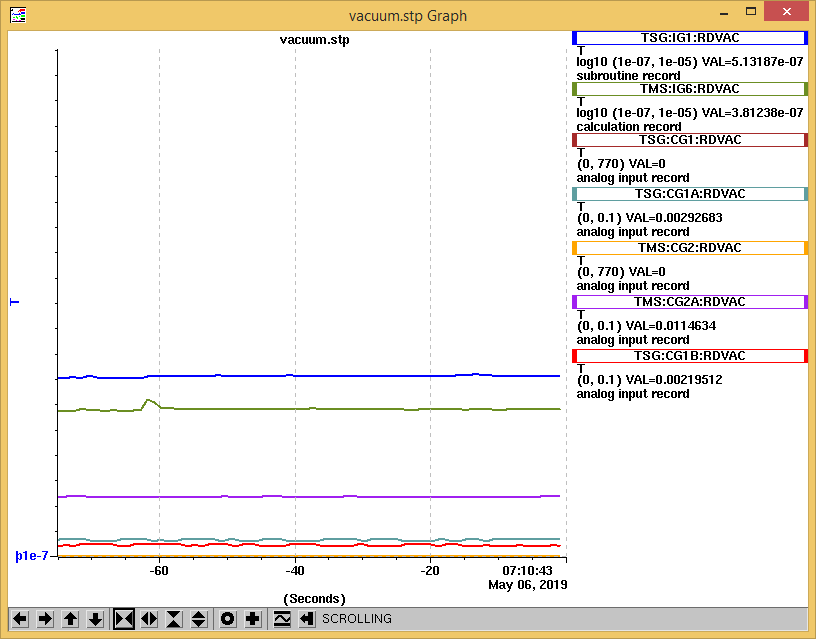 vacuum.stp Graph
vacuum.stp
TSG:IG1:RDVAC
T
log10 (1e-07, 1e-05) VAL=5.13187e-07
subroutine record
TMS:IG6:RDVAC
T
log10 (1e-07, 1e-05) VAL=3.81238e-07
calculation record
TSG:CG1:RDVAC
T
(0, 770) VAL=0
analog input record
TSG:CG1A:RDVAC
T
(0, 0.1) VAL=0.00292683
analog input record
TMS:CG2:RDVAC
T
(0, 770) VAL=0
analog input record
TMS:CG2A:RDVAC
T
(0, 0.1) VAL=0.0114634
analog input record
TSG:CG1B:RDVAC
T
(0, 0.1) VAL=0.00219512
analog input record
T
1e-7
-60
-40
-20
07:10:43
May 06, 2019
(Seconds)
SCROLLING